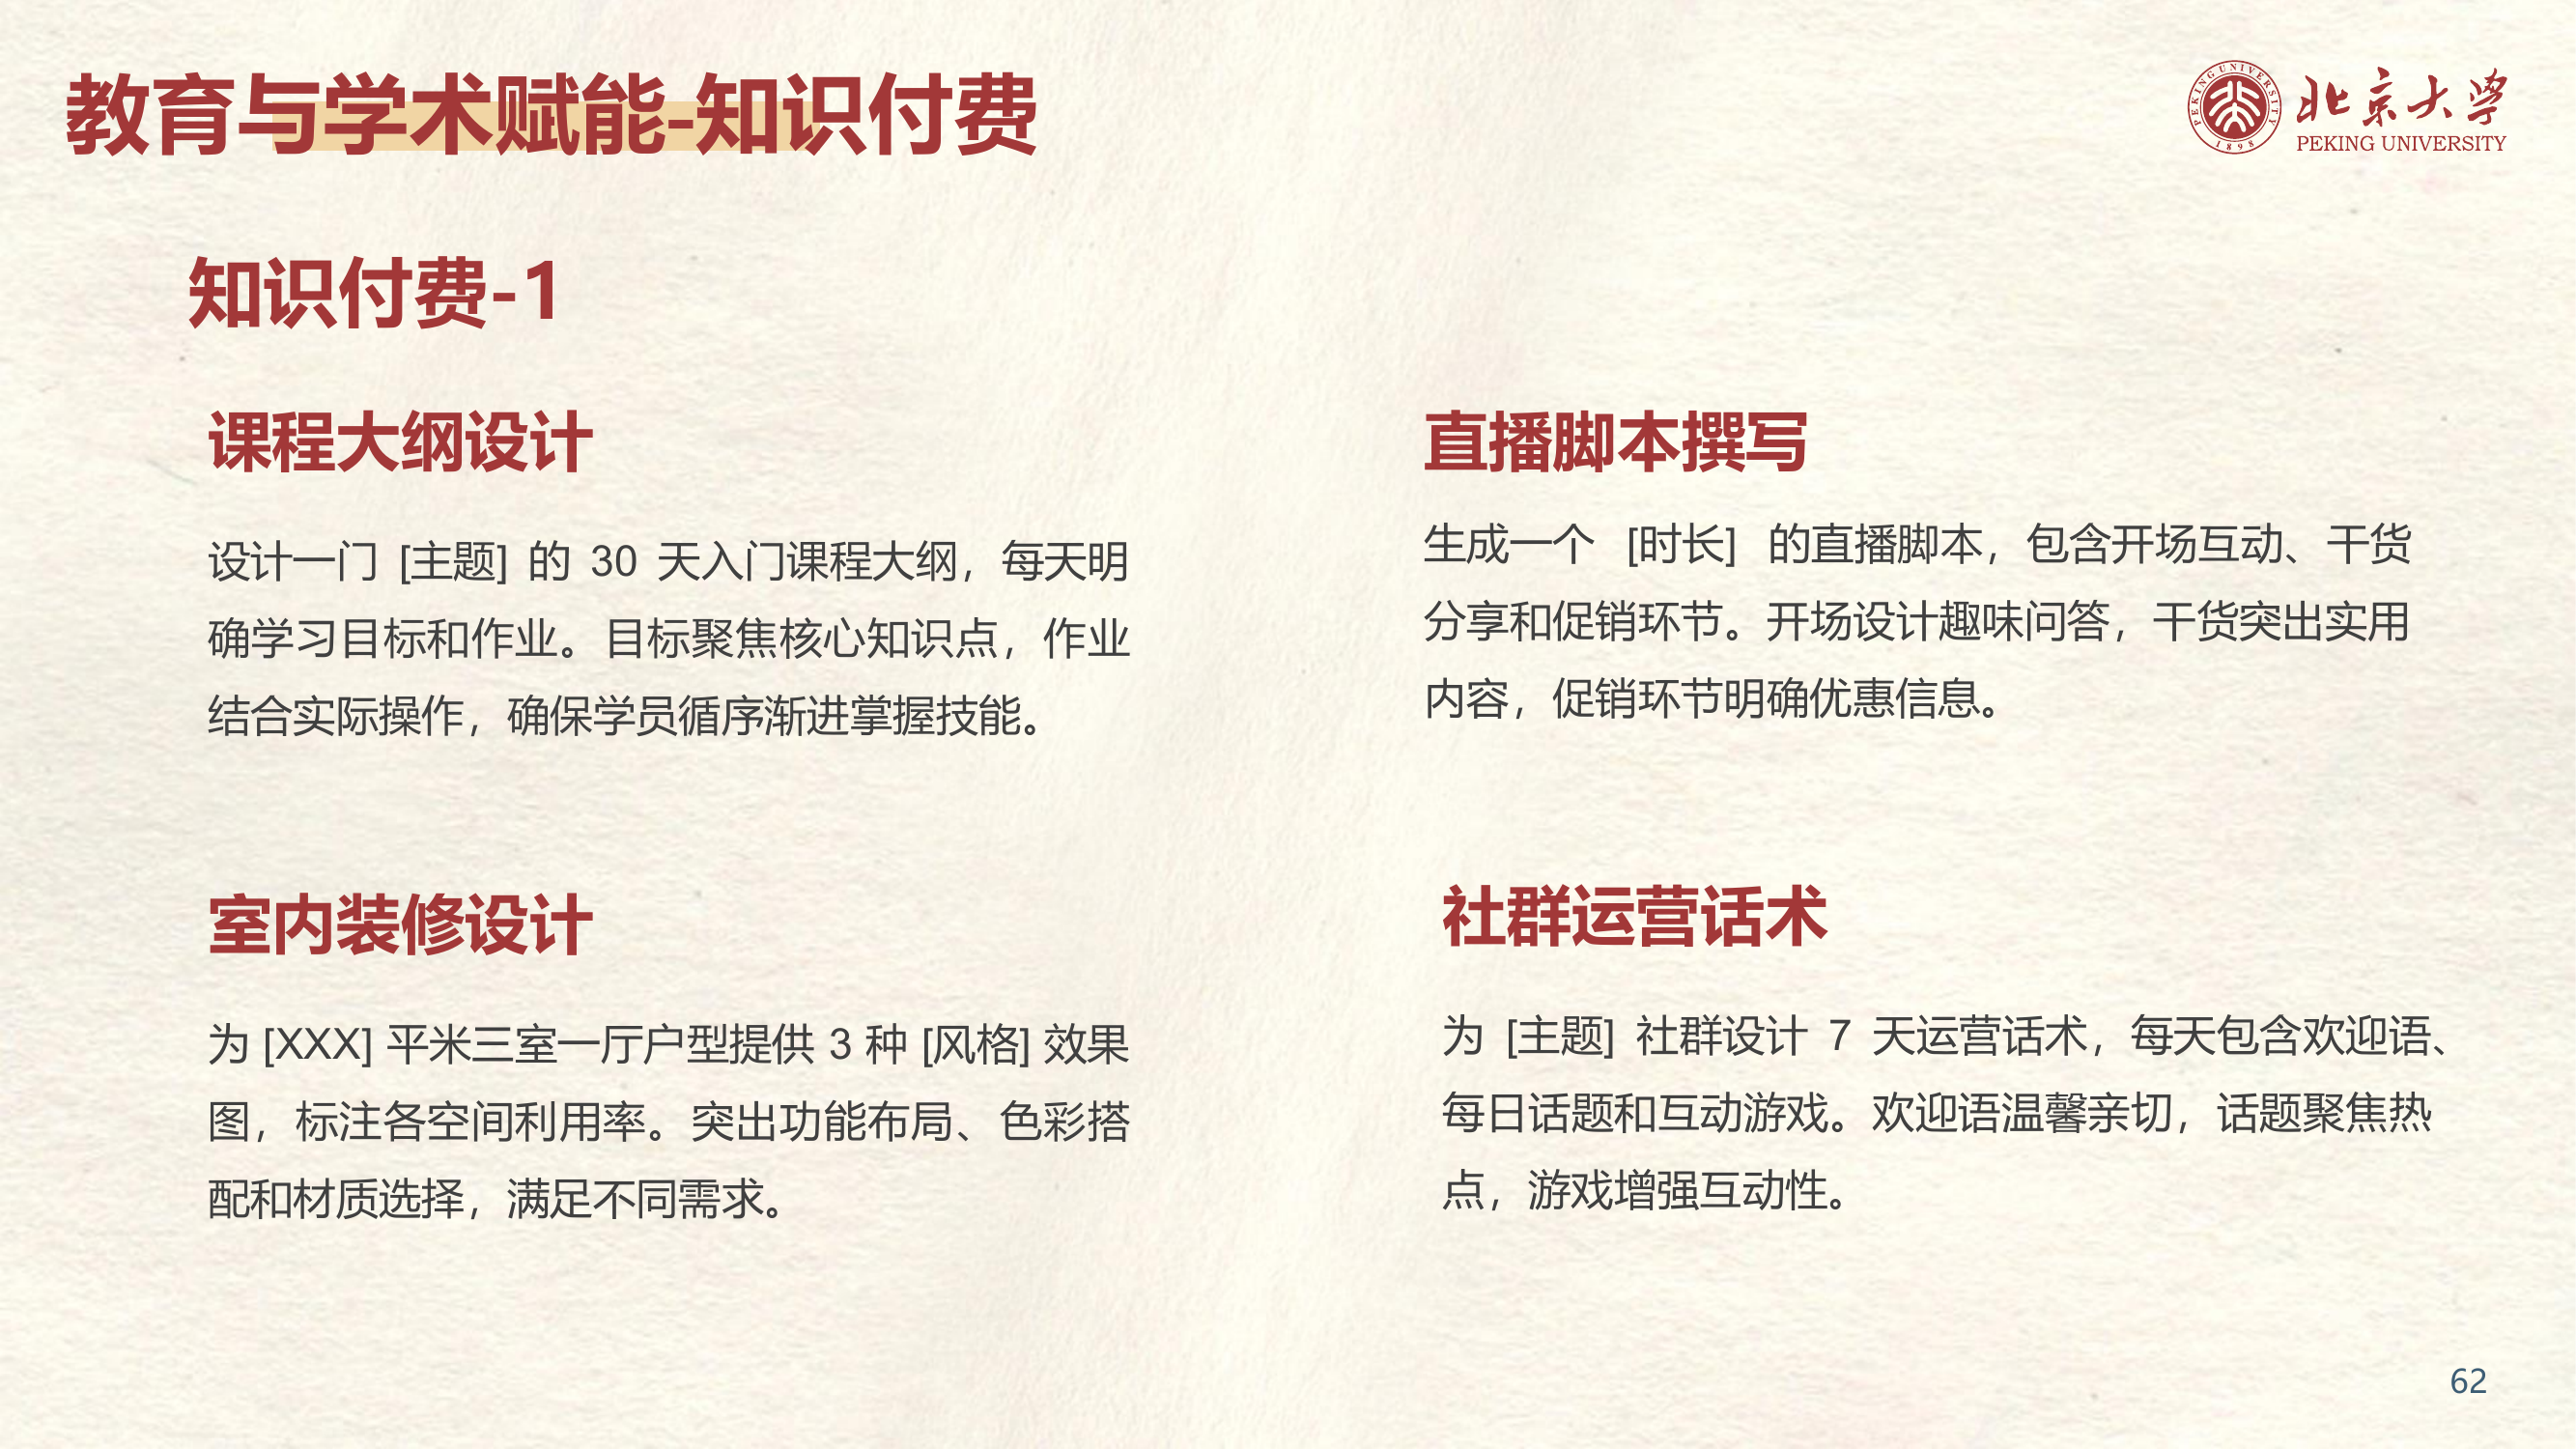 教育与学术赋能-知识付费
PEKING UNIVERSITY
1898
北京大学
PEKING UNIVERSITY
知识付费-1
课程大纲设计
设计一门 [主题] 的 30 天入门课程大纲，每天明
确学习目标和作业。目标聚焦核心知识点，作业
结合实际操作，确保学员循序渐进掌握技能。
直播脚本撰写
生成一个 [时长] 的直播脚本，包含开场互动、干货
分享和促销环节。开场设计趣味问答，干货突出实用
内容，促销环节明确优惠信息。
室内装修设计
为 [XXX] 平米三室一厅户型提供 3 种 [风格] 效果
图，标注各空间利用率。突出功能布局、色彩搭
配和材质选择，满足不同需求。
社群运营话术
为 [主题] 社群设计 7 天运营话术，每天包含欢迎语、
每日话题和互动游戏。欢迎语温馨亲切，话题聚焦热
点，游戏增强互动性。
62